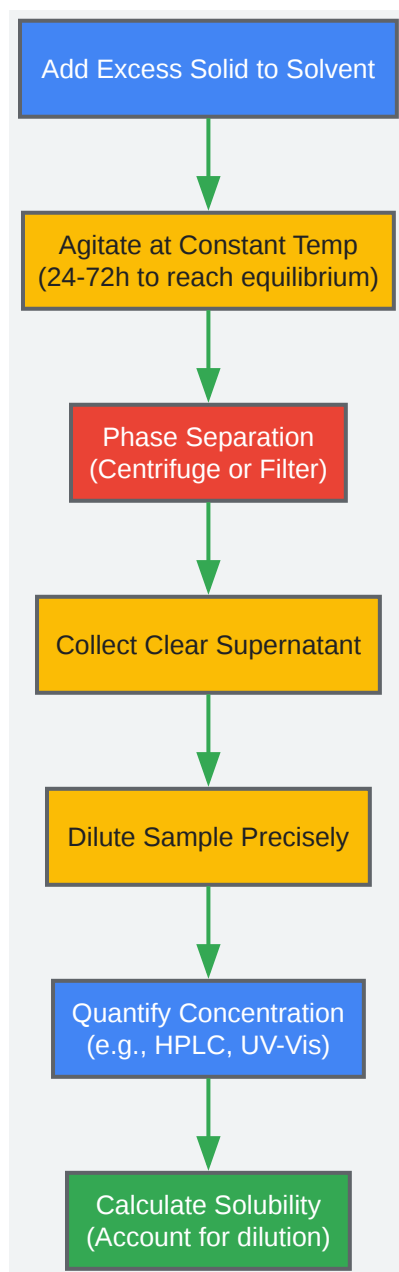 Add Excess Solid to Solvent
Agitate at Constant Temp
(24-72h to reach equilibrium)
Phase Separation
(Centrifuge or Filter)
Collect Clear Supernatant
Dilute Sample Precisely
Quantify Concentration
(e.g., HPLC, UV-Vis)
Calculate Solubility
(Account for dilution)